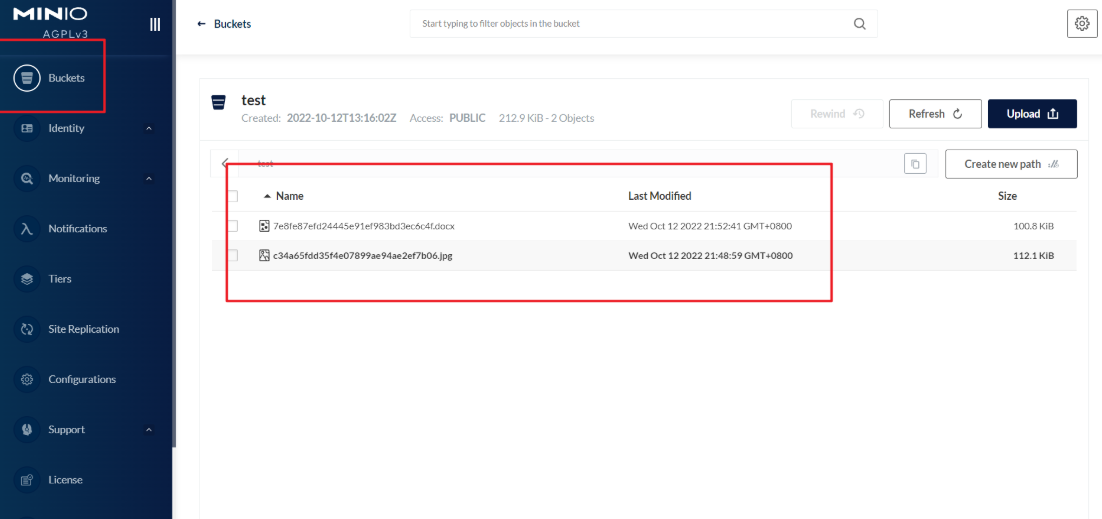 MINIO
AGPLv3
Buckets
Identity
Monitoring
Notifications
Tiers
Site Replication
Configurations
Support
License
← Buckets
Start typing to filter objects in the bucket
test
Created: 2022-10-12T13:16:02Z Access: PUBLIC 212.9 KiB - 2 Objects
Rewind
Refresh
Upload
test
Create new path
Name Last Modified Size
7e8fe87efd24445e91ef983bd3ec6c4f.docx Wed Oct 12 2022 21:52:41 GMT+0800 100.8 KiB
c34a65fdd35f4e07899ae94ae2ef7b06.jpg Wed Oct 12 2022 21:48:59 GMT+0800 112.1 KiB